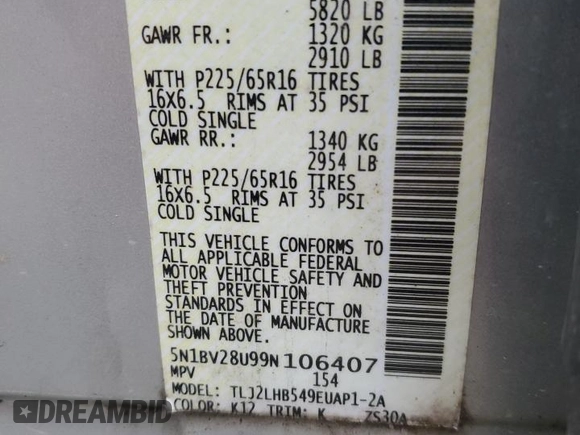 5820 LB
GAWR FR.: 1320 KG
2910 LB
WITH P225/65R16 TIRES
16X6.5 RIMS AT 35 PSI
COLD SINGLE
GAWR RR.: 1340 KG
2954 LB
WITH P225/65R16 TIRES
16X6.5 RIMS AT 35 PSI
COLD SINGLE
THIS VEHICLE CONFORMS TO
ALL APPLICABLE FEDERAL
MOTOR VEHICLE SAFETY AND
THEFT PREVENTION
STANDARDS IN EFFECT ON
THE DATE OF MANUFACTURE
SHOWN ABOVE.
5N1BV28U99N106407
MPV 154
MODEL: TLJ2LHB549EUAP1-2A
COLOR: K12 TRIM: K ZS30A
DREAMBID
AUTO AUCTIONS